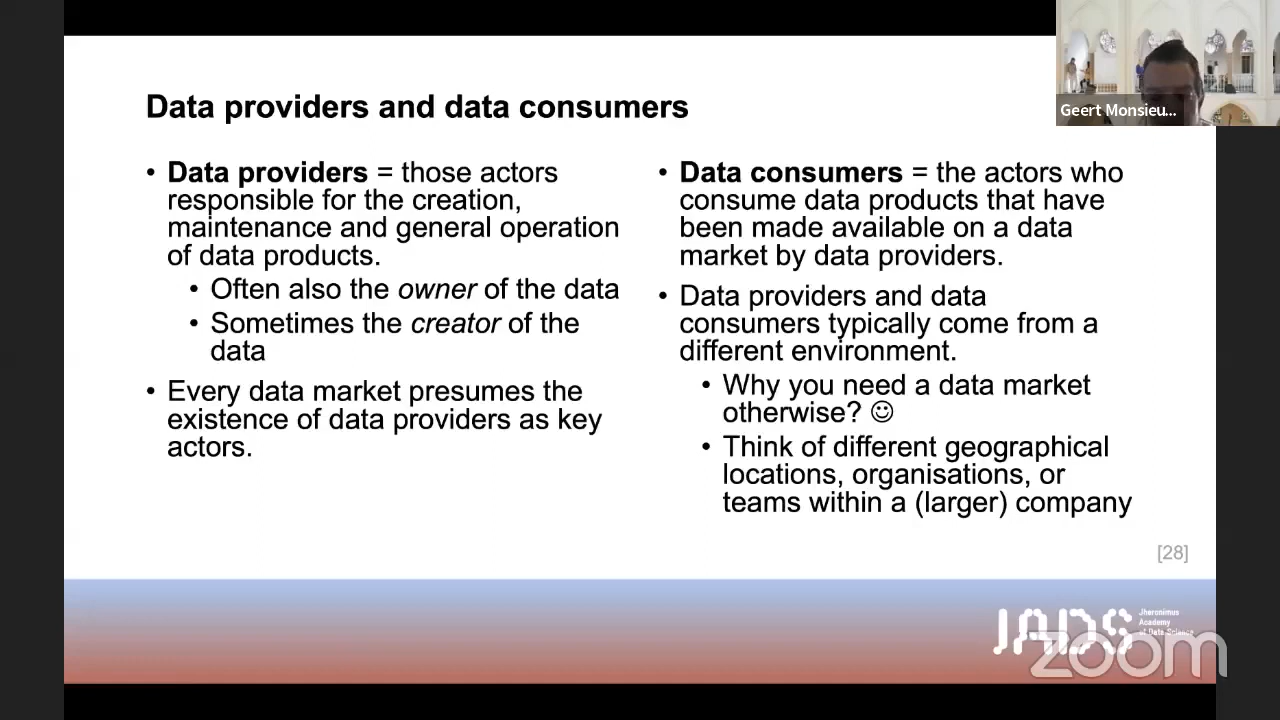 Data providers and data consumers
Geert Monsieu...
• Data providers = those actors
responsible for the creation,
maintenance and general operation
of data products.
• Often also the owner of the data
• Sometimes the creator of the
data
• Every data market presumes the
existence of data providers as key
actors.
• Data consumers = the actors who
consume data products that have
been made available on a data
market by data providers.
• Data providers and data
consumers typically come from a
different environment.
• Why you need a data market
otherwise? ☺
• Think of different geographical
locations, organisations, or
teams within a (larger) company
[28]
JADS
Jheronimus
Academy
of Data Science
zoom